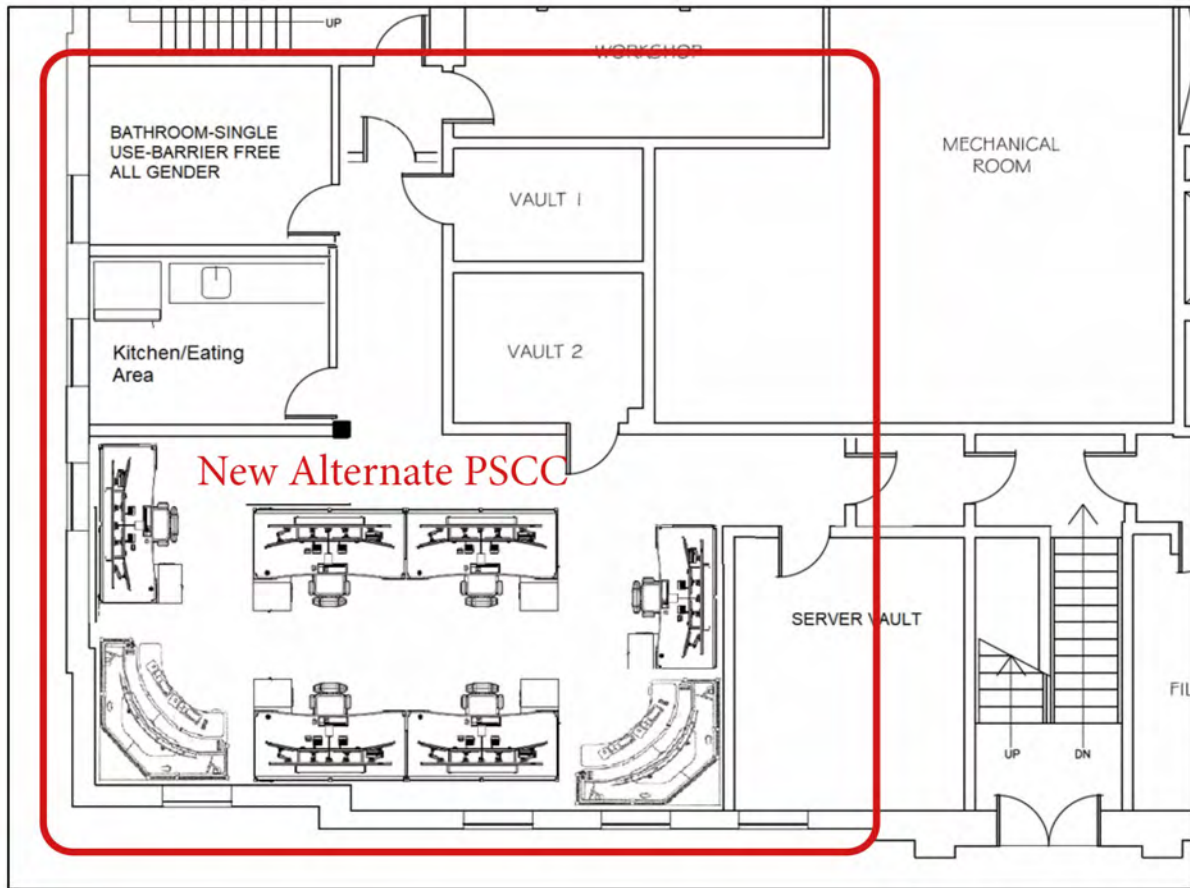 UP
WORKSHOP
BATHROOM-SINGLE
USE-BARRIER FREE
ALL GENDER
MECHANICAL
ROOM
VAULT 1
Kitchen/Eating
Area
VAULT 2
New Alternate PSCC
SERVER VAULT
FIL
UP
DN